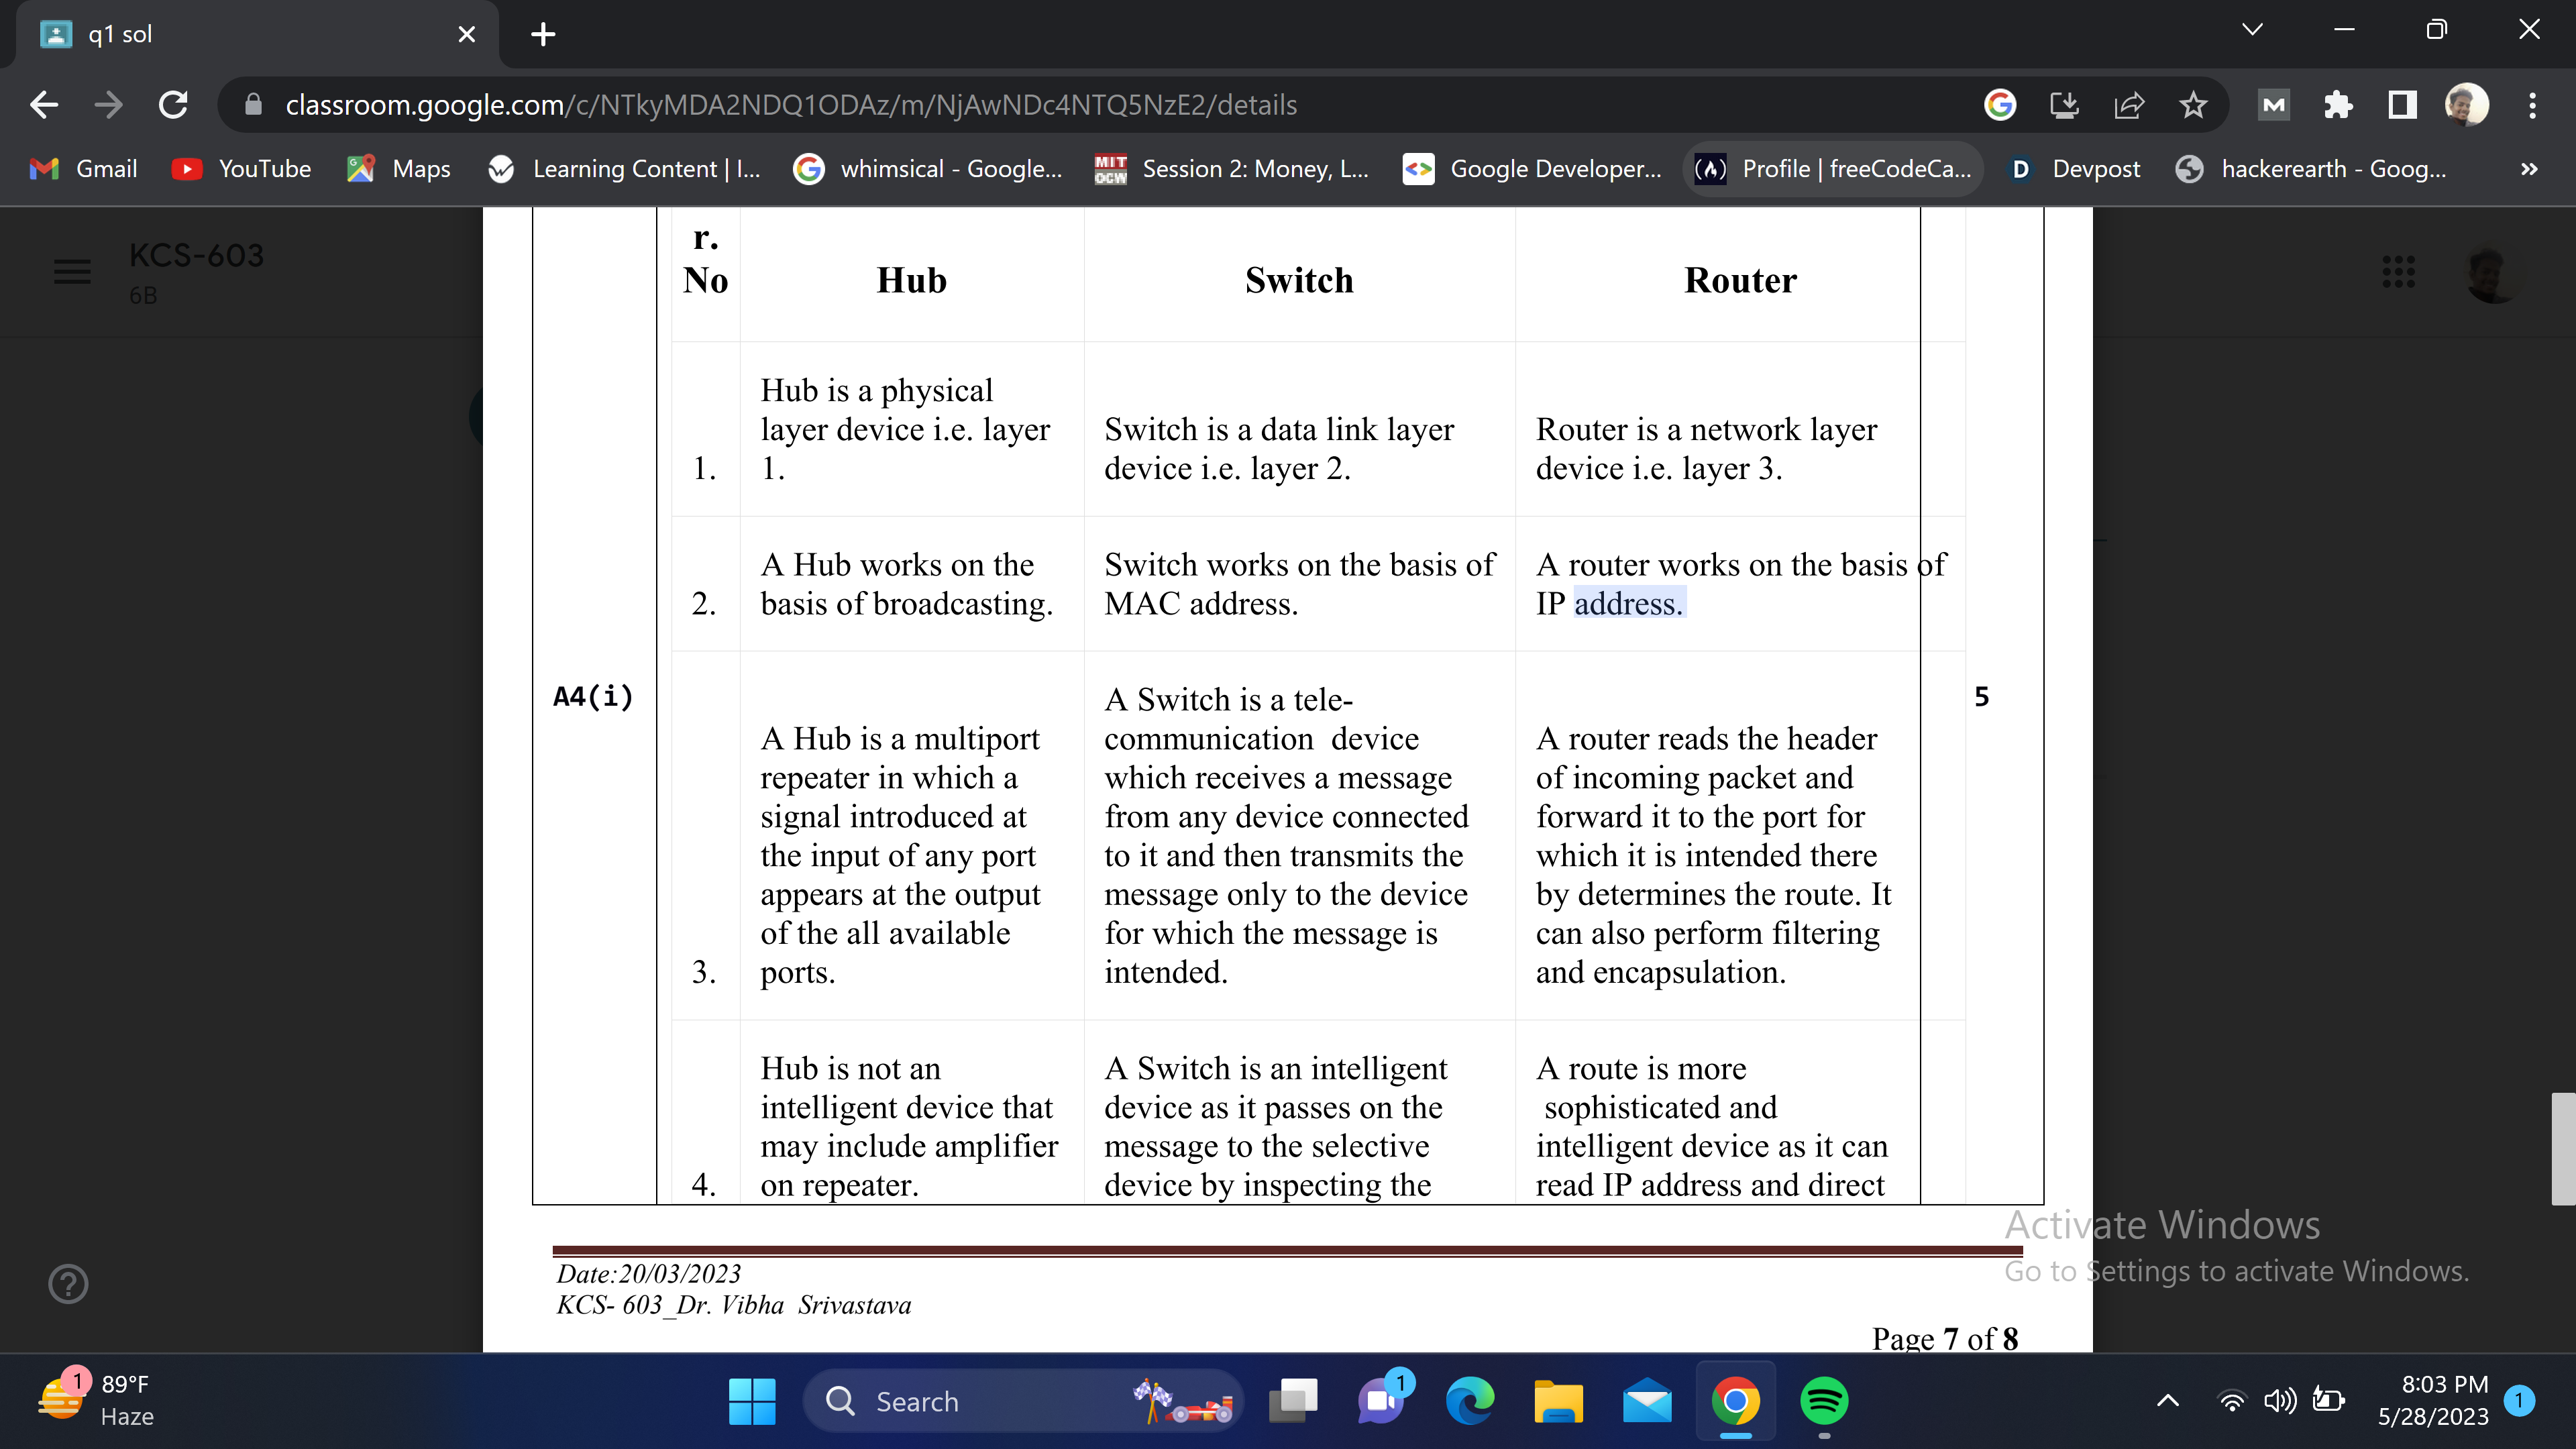 q1 sol
classroom.google.com/c/NTkyMDA2NDQ1ODAz/m/NjAwNDc4NTQ5NzE2/details
M
Gmail
YouTube
Maps
Learning Content | I...
whimsical - Google...
MIT
OCW
Session 2: Money, L...
Google Developer...
Profile | freeCodeCa...
D
Devpost
hackerearth - Goog...
KCS-603
6B
r.
No
Hub
Switch
Router
1.
Hub is a physical
layer device i.e. layer
1.
Switch is a data link layer
device i.e. layer 2.
Router is a network layer
device i.e. layer 3.
2.
A Hub works on the
basis of broadcasting.
Switch works on the basis of
MAC address.
A router works on the basis of
IP address.
A4(i)
3.
A Hub is a multiport
repeater in which a
signal introduced at
the input of any port
appears at the output
of the all available
ports.
A Switch is a tele-
communication  device
which receives a message
from any device connected
to it and then transmits the
message only to the device
for which the message is
intended.
A router reads the header
of incoming packet and
forward it to the port for
which it is intended there
by determines the route. It
can also perform filtering
and encapsulation.
5
4.
Hub is not an
intelligent device that
may include amplifier
on repeater.
A Switch is an intelligent
device as it passes on the
message to the selective
device by inspecting the
A route is more
sophisticated and
intelligent device as it can
read IP address and direct
Date:20/03/2023
KCS- 603_Dr. Vibha  Srivastava
Page 7 of 8
Activate Windows
Go to Settings to activate Windows.
1
89°F
Haze
Search
1
8:03 PM
5/28/2023
1